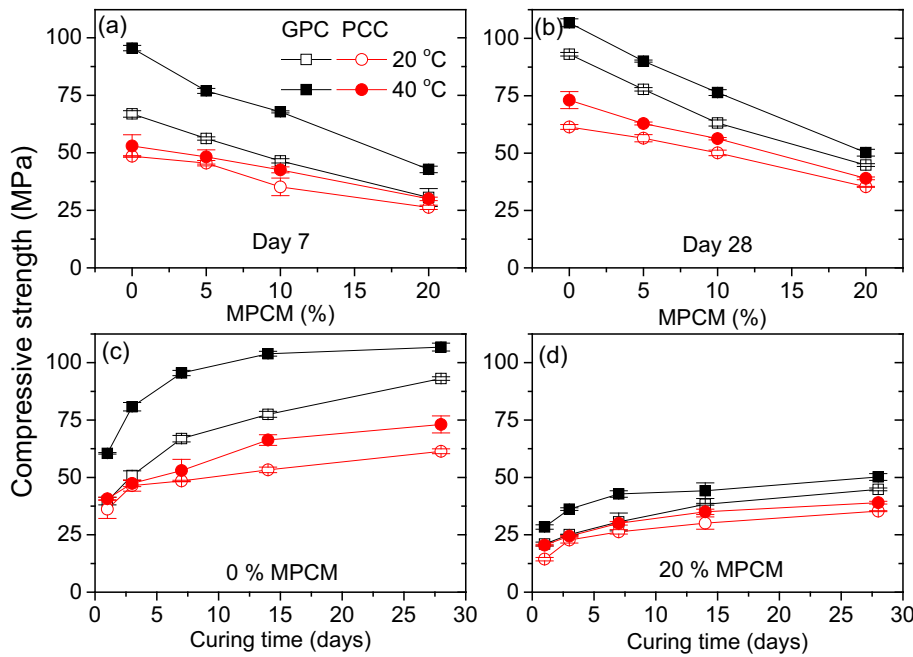 (a)
GPC PCC
20 °C
40 °C
100
75
50
25
0
Day 7
0 5 10 15 20
MPCM (%)
(b)
100
75
50
25
0
Day 28
0 5 10 15 20
MPCM (%)
Compressive strength (MPa)
(c)
100
75
50
25
0
0 % MPCM
0 5 10 15 20 25 30
Curing time (days)
(d)
100
75
50
25
0
20 % MPCM
0 5 10 15 20 25 30
Curing time (days)